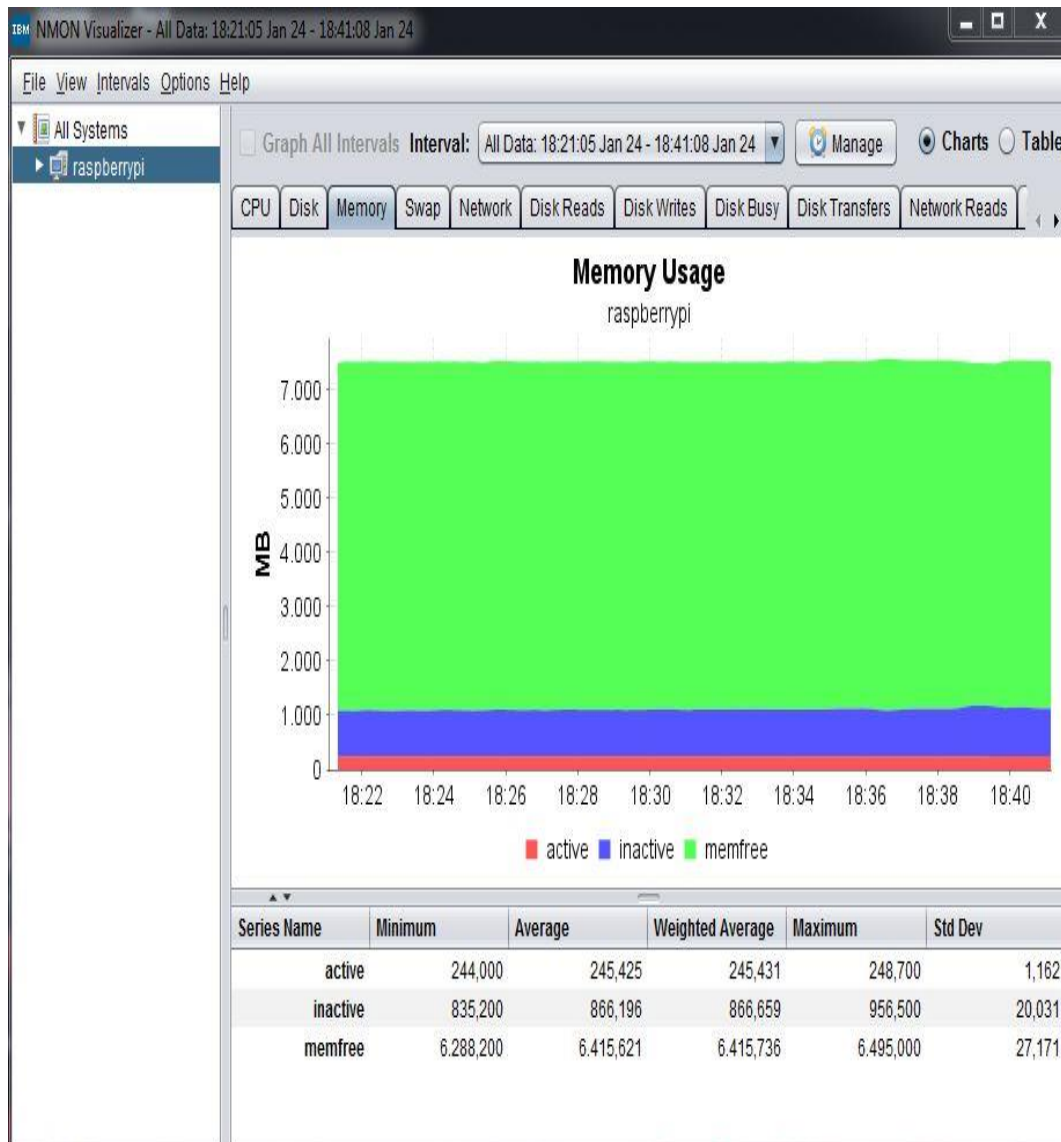 IBM NMON Visualizer - All Data: 18:21:05 Jan 24 - 18:41:08 Jan 24
X
File View Intervals Options Help
All Systems
raspberrypi
Graph All Intervals Interval: All Data: 18:21:05 Jan 24 - 18:41:08 Jan 24 Manage Charts Table
CPU Disk Memory Swap Network Disk Reads Disk Writes Disk Busy Disk Transfers Network Reads
Memory Usage
raspberrypi
MB
7.000
6.000
5.000
4.000
3.000
2.000
1.000
0
18:22 18:24 18:26 18:28 18:30 18:32 18:34 18:36 18:38 18:40
active inactive memfree
Series Name Minimum Average Weighted Average Maximum Std Dev
active 244,000 245,425 245,431 248,700 1,162
inactive 835,200 866,196 866,659 956,500 20,031
memfree 6.288,200 6.415,621 6.415,736 6.495,000 27,171